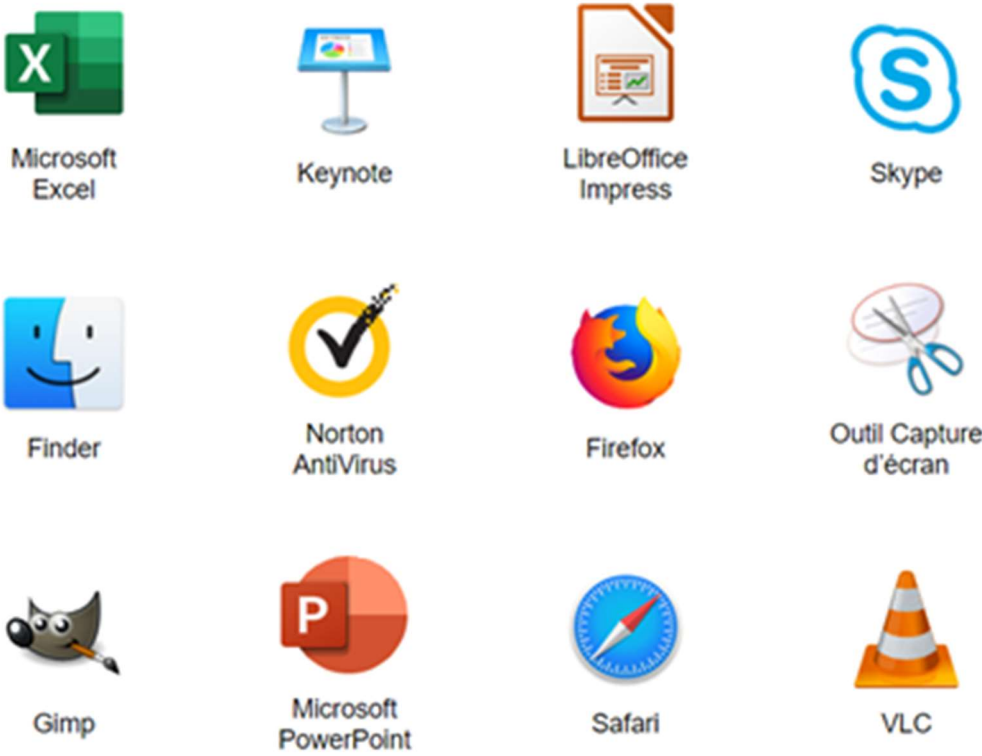 X
Microsoft
Excel
Keynote
LibreOffice
Impress
S
Skype
Finder
Norton
AntiVirus
Firefox
Outil Capture
d'écran
Gimp
P
Microsoft
PowerPoint
Safari
VLC